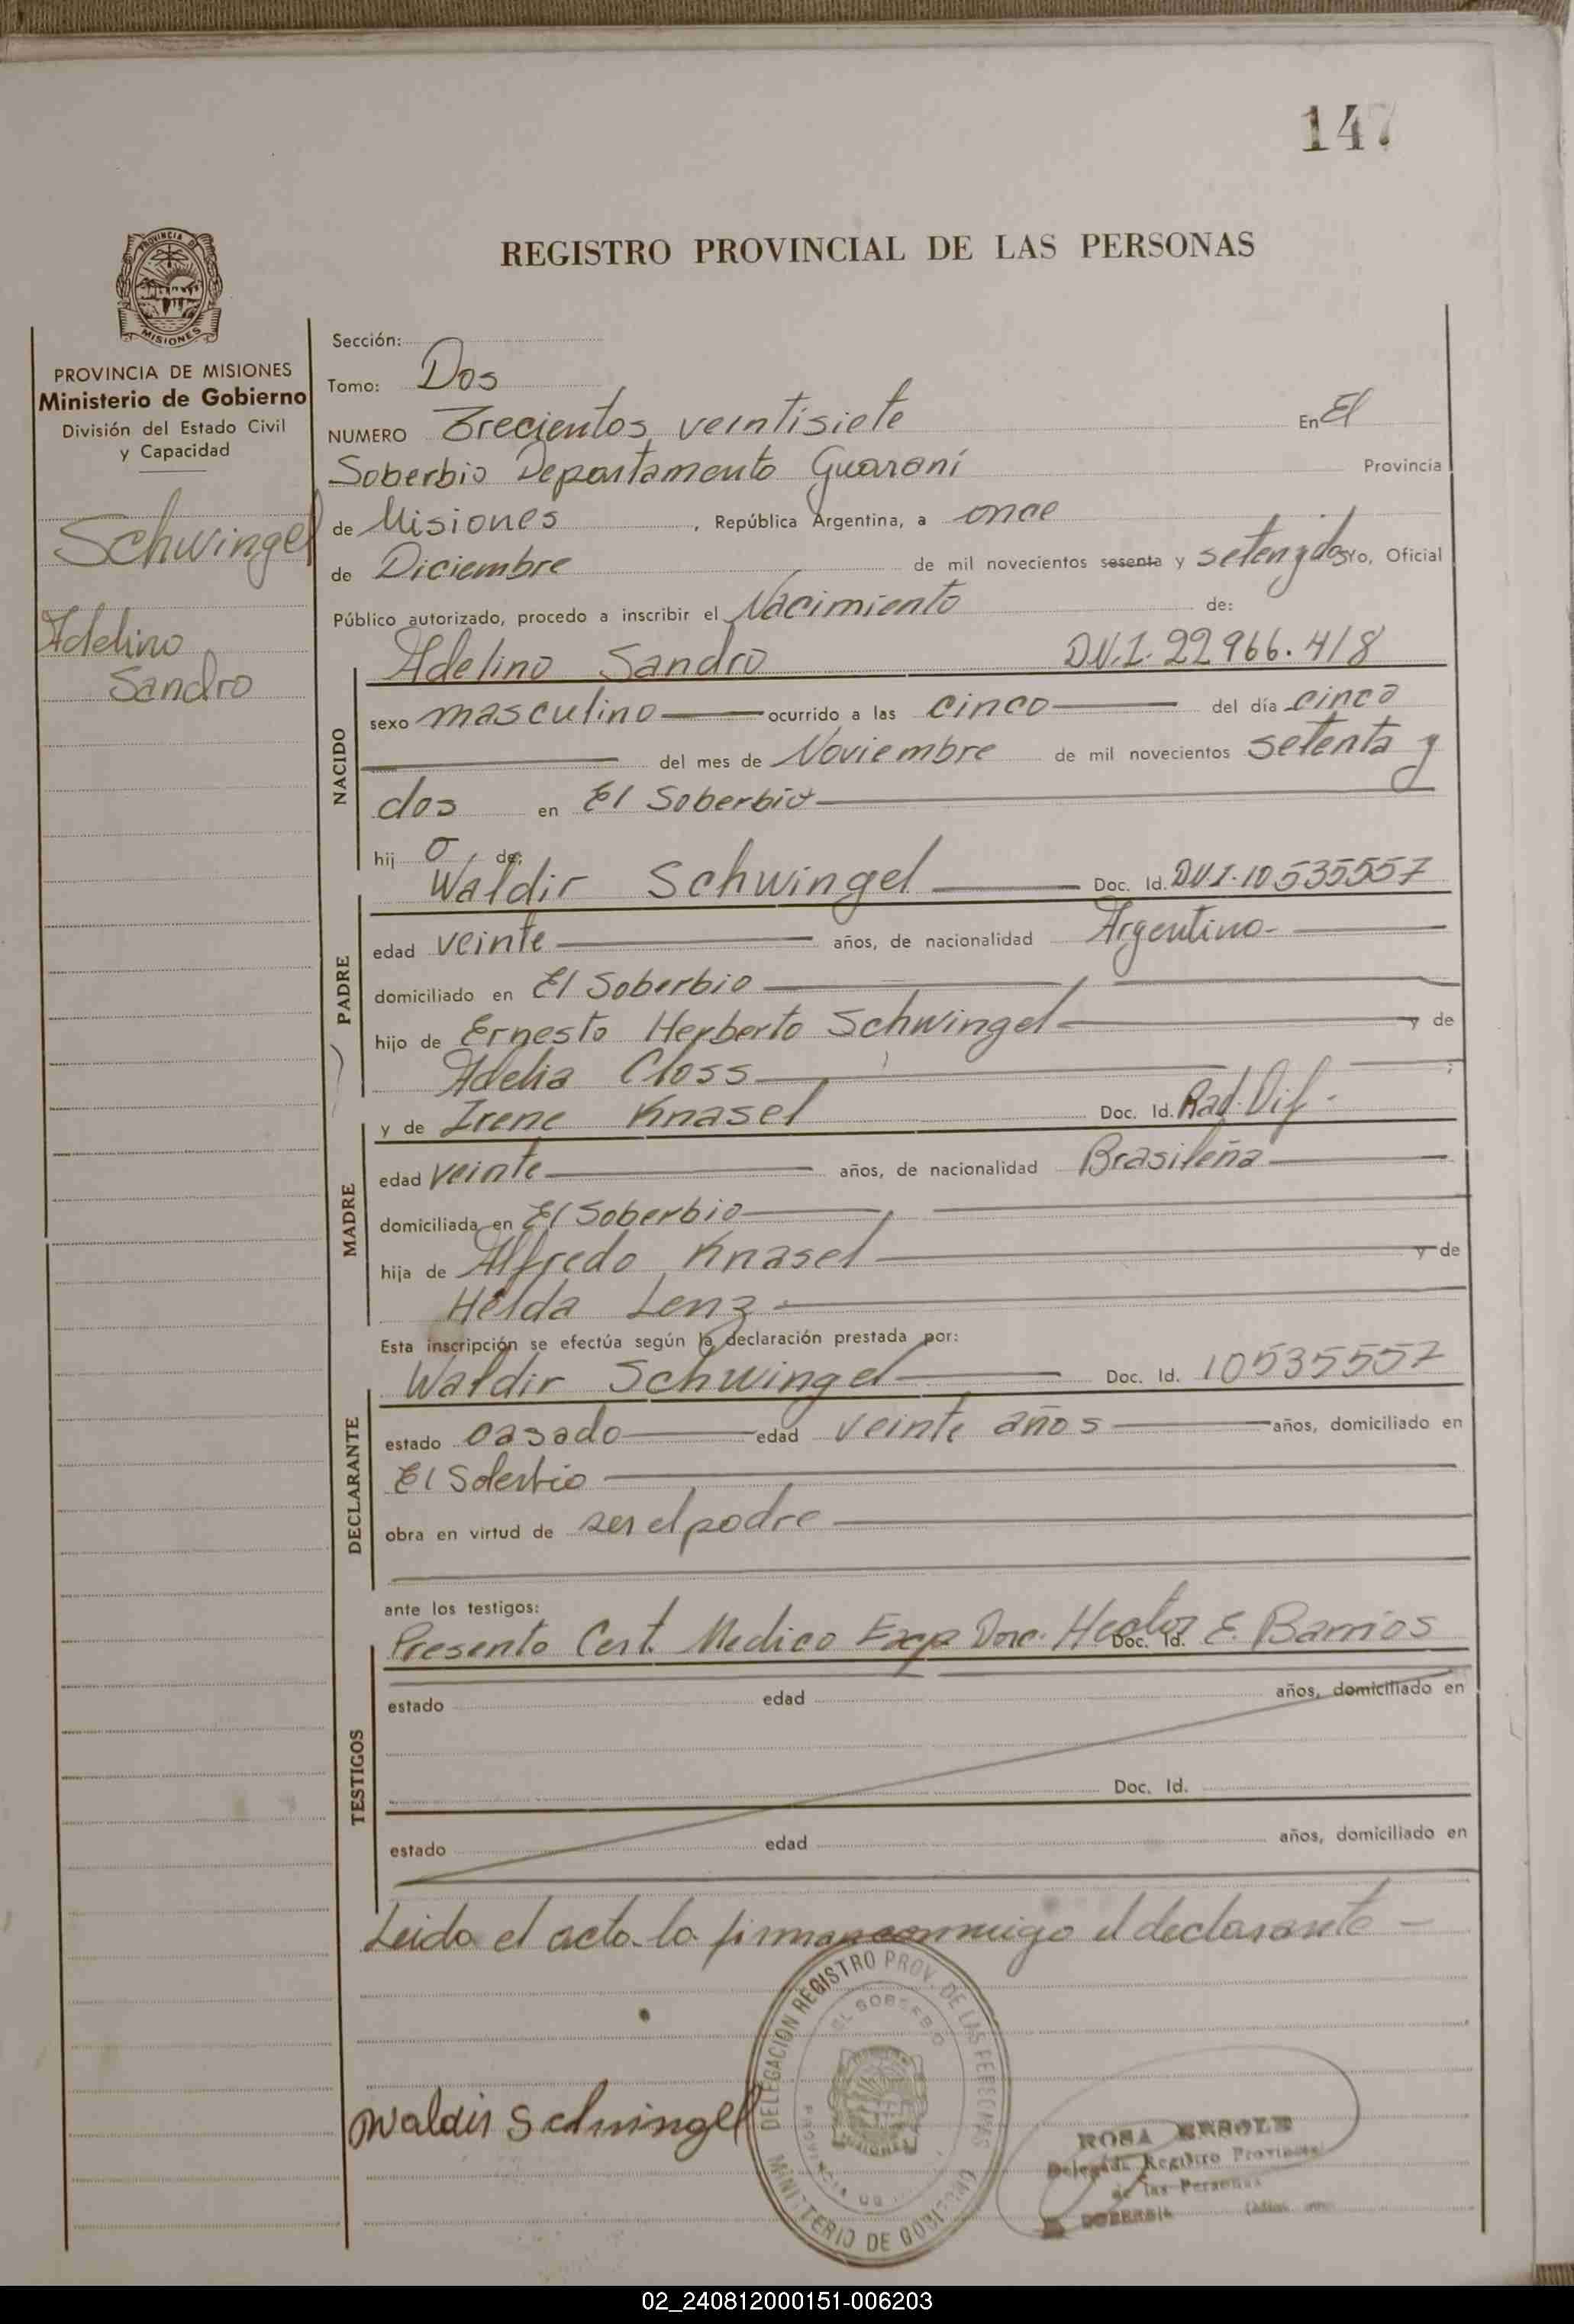 147
REGISTRO PROVINCIAL DE LAS PERSONAS
PROVINCIA DE MISIONES
Ministerio de Gobierno
División del Estado Civil
y Capacidad
Schwingel
Adelino
Sandro
Sección:
Tomo: Dos
NUMERO Trecientos veintisiete En El
Soberbio Departamento Guaraní Provincia
de Misiones, República Argentina, a once
de Diciembre de mil novecientos sesenta y setenydos Yo, Oficial
Público autorizado, procedo a inscribir el Nacimiento de:
Adelino Sandro D.N.I. 22966.418
NACIDO
sexo masculino ocurrido a las cinco del día cinco
del mes de Noviembre de mil novecientos setenta y
dos en El Soberbio
hij o, de:
Waldir Schwingel Doc. Id. DNI. 10535557
PADRE
edad veinte años, de nacionalidad Argentino-
domiciliado en El Soberbio
hijo de Ernesto Herberto Schwingel y de
Adelia Closs ;
y de Irene Knasel Doc. Id. Rad. Dif.
MADRE
edad veinte años, de nacionalidad Brasileña
domiciliada en El Soberbio
hija de Alfredo Knasel y de
Helda Lenz
Esta inscripción se efectúa según la declaración prestada por:
Waldir Schwingel Doc. Id. 10535557
DECLARANTE
estado casado edad veinte años años, domiciliado en
El Soberbio
obra en virtud de ser el padre
ante los testigos:
Presento Cert. Medico Exp. Hector E. Barrios Doc. Id.
TESTIGOS
estado edad años, domiciliado en
Doc. Id.
estado edad años, domiciliado en
Leida el acta la firma conmigo el declarante -
Waldir Schwingel
DELEGACION REGISTRO PROV. DE LAS PERSONAS
EL SOBERBIO
MINISTERIO DE GOBIERNO
PROVINCIA DE
MISIONES
ROSA
Delegada Registro Provincial
de las Personas
SOBERBIO
02_240812000151-006203